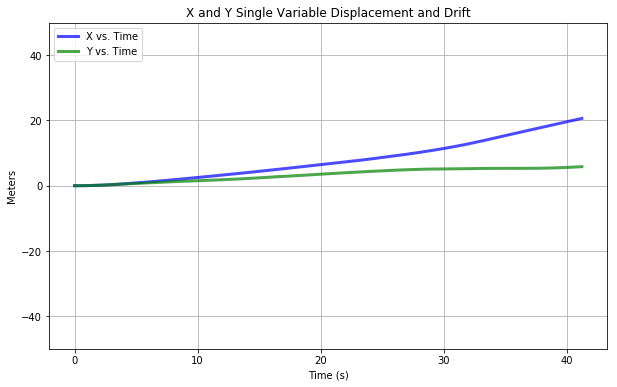 X and Y Single Variable Displacement and Drift
X vs. Time
Y vs. Time
40
20
0
−20
−40
Meters
0 10 20 30 40
Time (s)